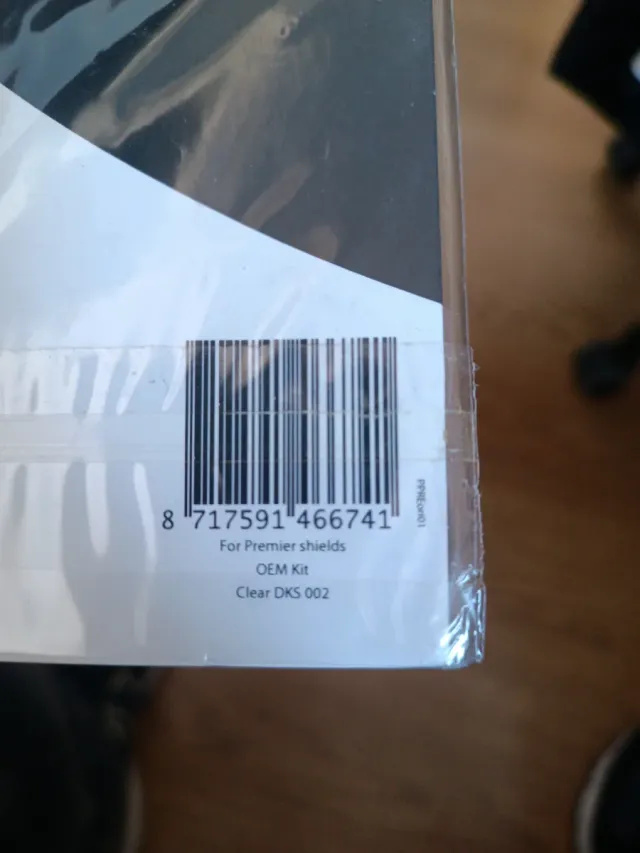 8 717591 466741
For Premier shields
OEM Kit
Clear DKS 002